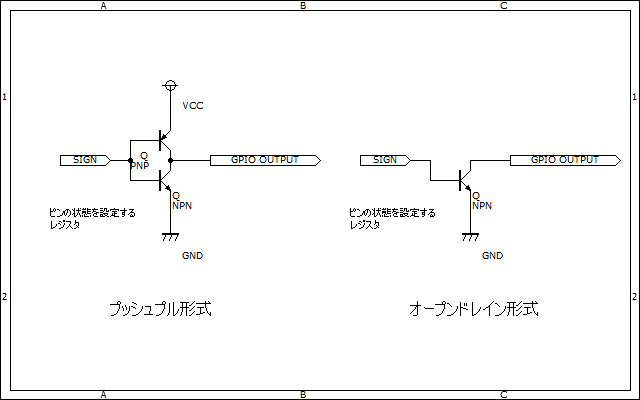 A B C
1 1
VCC
SIGN Q PNP GPIO OUTPUT
SIGN GPIO OUTPUT
Q NPN
Q NPN
ピンの状態を設定する
レジスタ
ピンの状態を設定する
レジスタ
GND
GND
2 2
プッシュプル形式
オープンドレイン形式
A B C